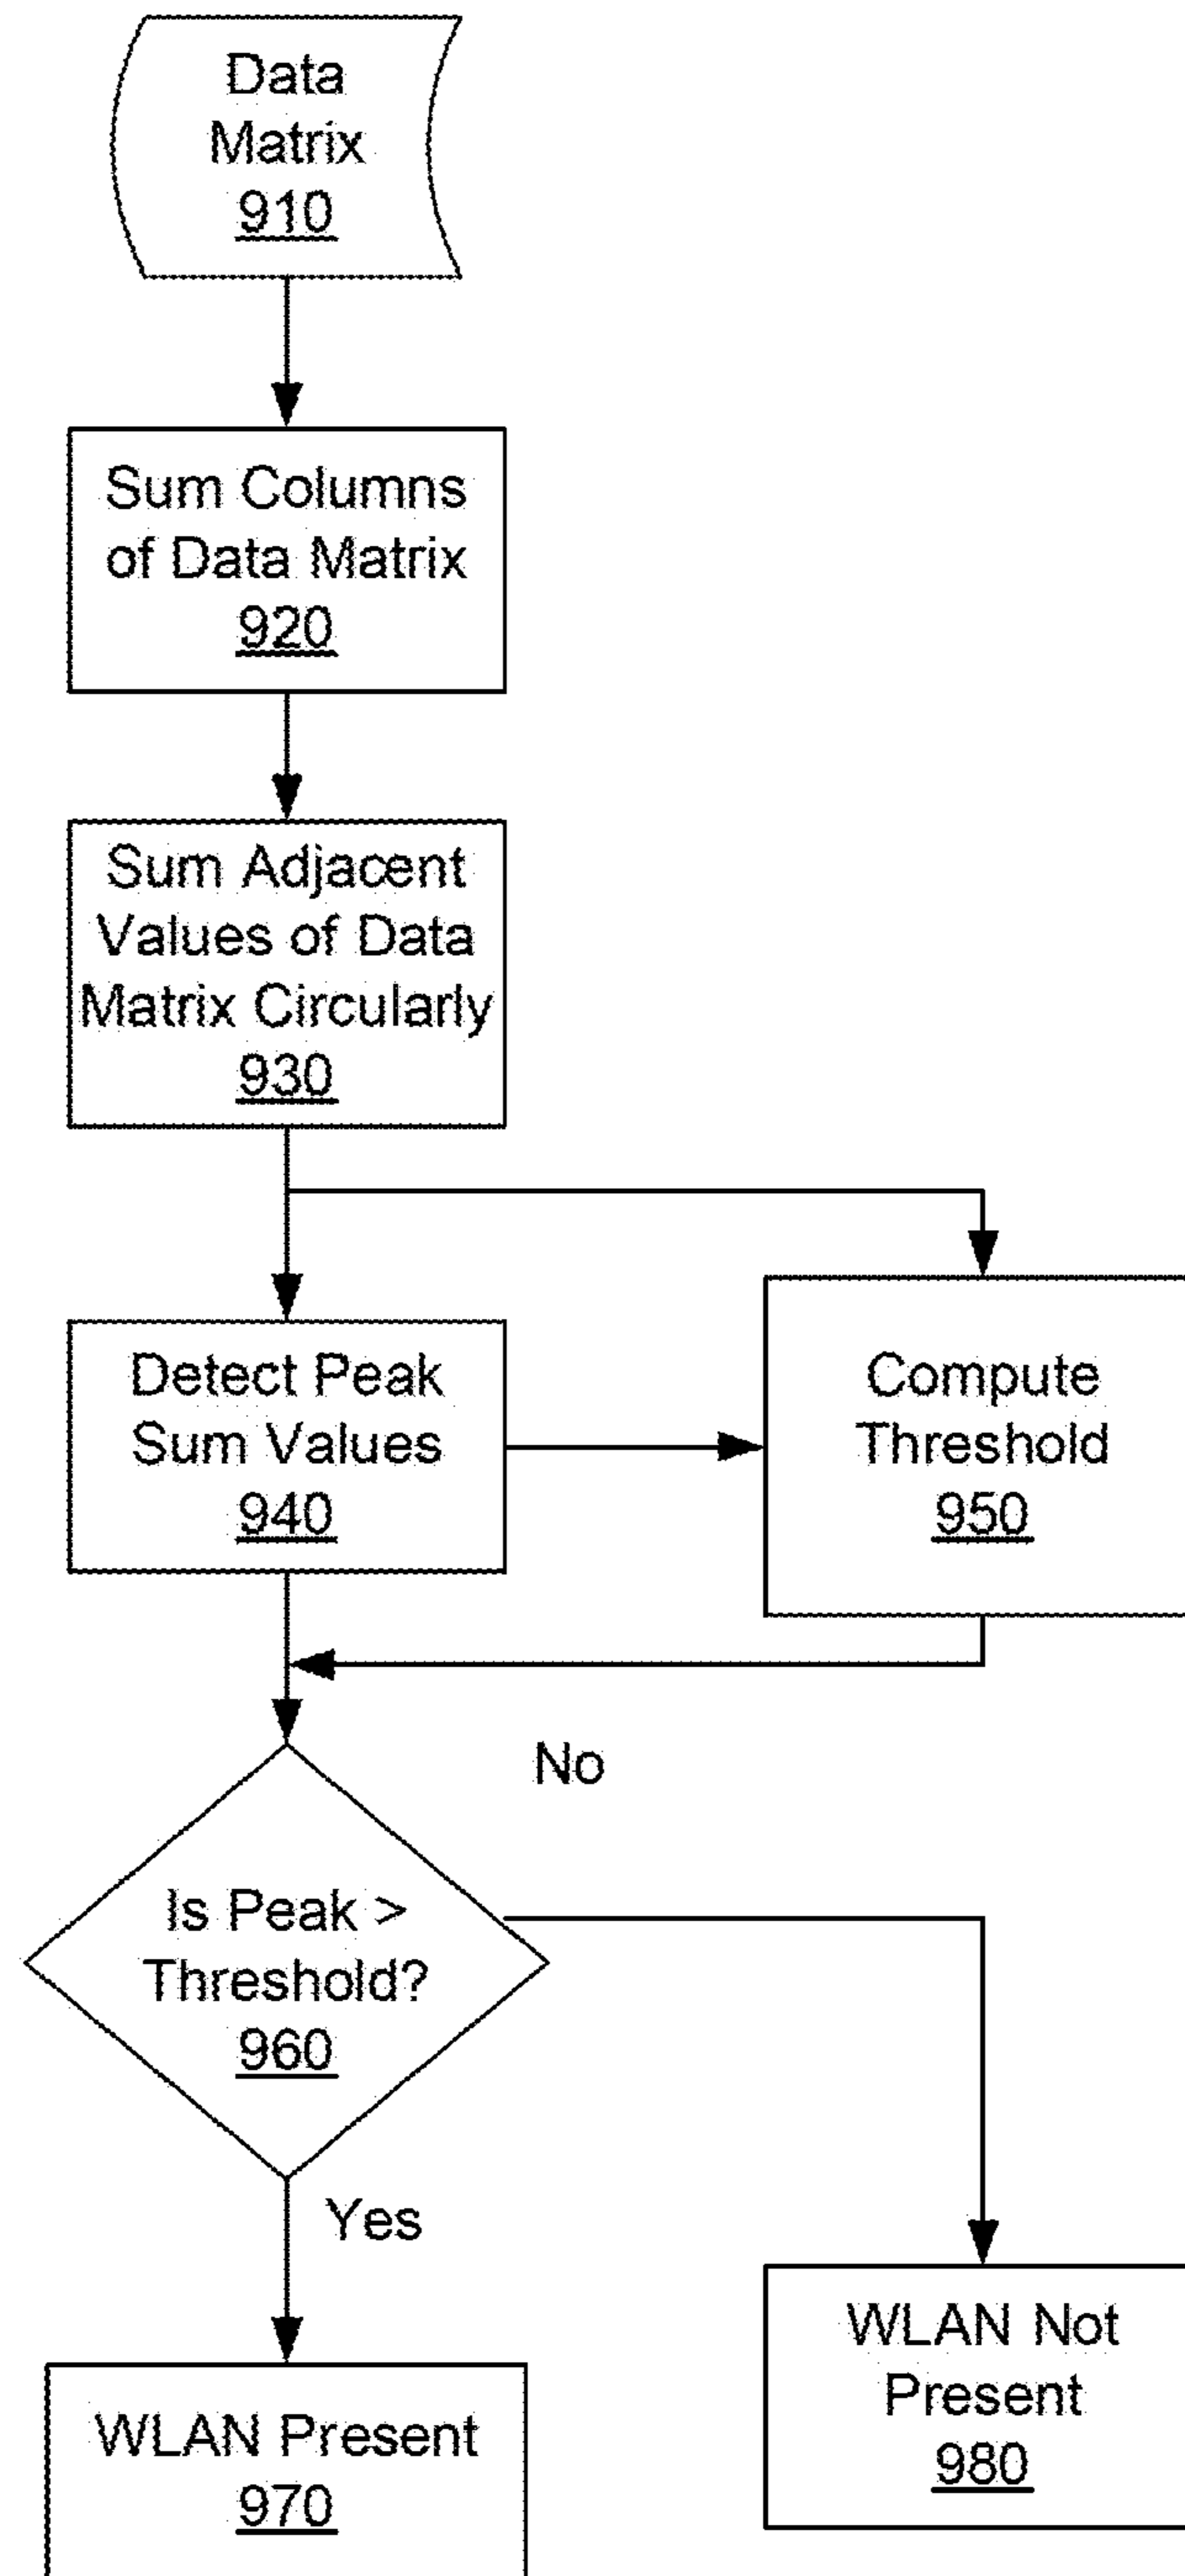 Data
Matrix
910
Sum Columns
of Data Matrix
920
Sum Adjacent
Values of Data
Matrix Circularly
930
Detect Peak
Sum Values
940
Compute
Threshold
950
No
Is Peak >
Threshold?
960
Yes
WLAN Present
970
WLAN Not
Present
980